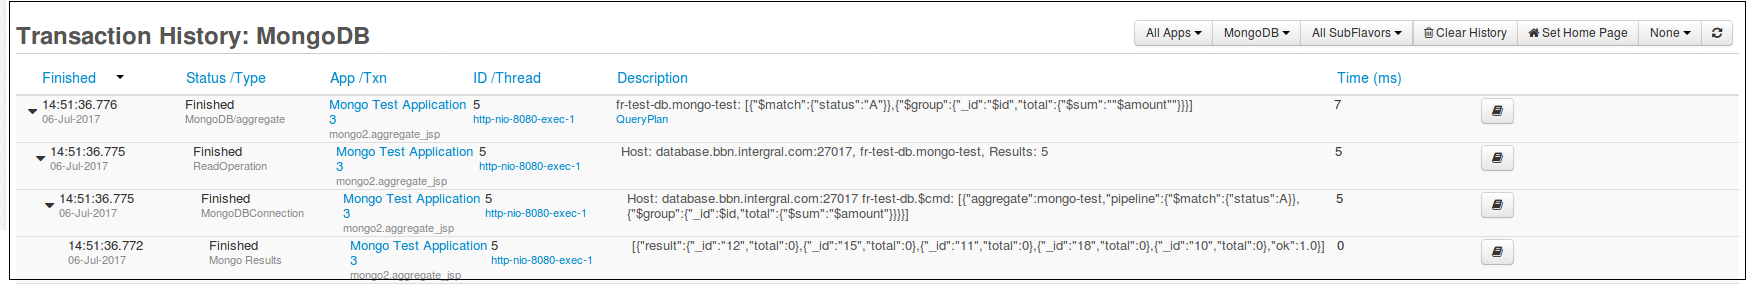 Transaction History: MongoDB
All Apps MongoDB All SubFlavors Clear History Set Home Page None
Finished Status /Type App /Txn ID /Thread Description Time (ms)
14:51:36.776 Finished Mongo Test Application 5 fr-test-db.mongo-test: [{"$match":{"status":"A"}},{"$group":{"_id":"$id","total":{"$sum":""$amount""}}}] 7
06-Jul-2017 MongoDB/aggregate 3 http-nio-8080-exec-1 QueryPlan
mongo2.aggregate_jsp
14:51:36.775 Finished Mongo Test Application 5 Host: database.bbn.intergral.com:27017, fr-test-db.mongo-test, Results: 5 5
06-Jul-2017 ReadOperation 3 http-nio-8080-exec-1
mongo2.aggregate_jsp
14:51:36.775 Finished Mongo Test Application 5 Host: database.bbn.intergral.com:27017 fr-test-db.$cmd: [{"aggregate":mongo-test,"pipeline":{"$match":{"status":A}}, 5
06-Jul-2017 MongoDBConnection 3 http-nio-8080-exec-1 {"$group":{"_id":$id,"total":{"$sum":"$amount"}}}}]
mongo2.aggregate_jsp
14:51:36.772 Finished Mongo Test Application 5 [{"result":{"_id":"12","total":0},{"_id":"15","total":0},{"_id":"11","total":0},{"_id":"18","total":0},{"_id":"10","total":0},"ok":1.0}] 0
06-Jul-2017 Mongo Results 3 http-nio-8080-exec-1
mongo2.aggregate_jsp